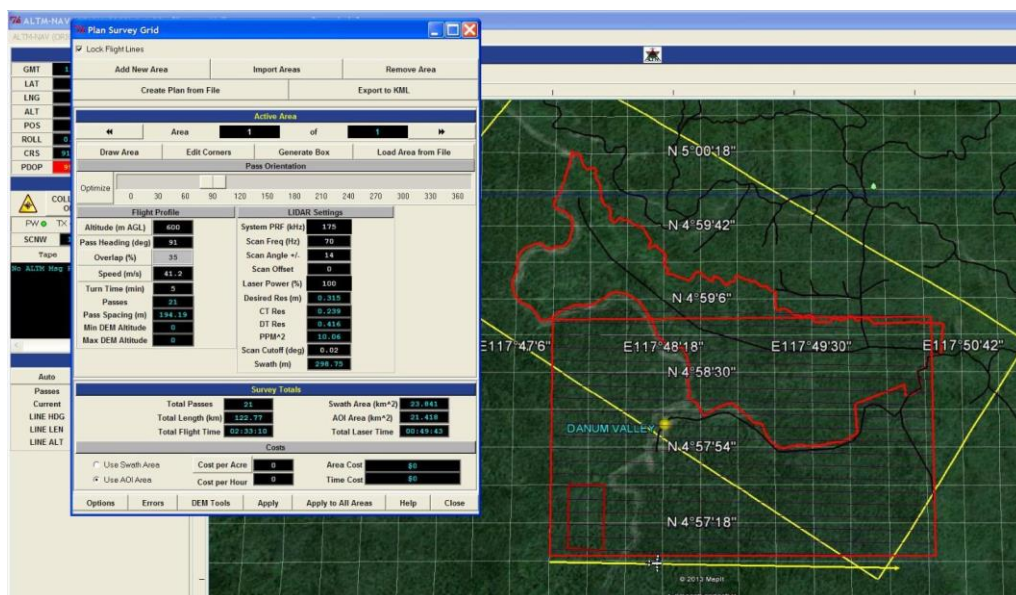 ALTM-NAV
Plan Survey Grid
ALTM-NAV
Lock Flight Lines
GMT
Add New Area Import Areas Remove Area
LAT
Create Plan from File Export to KML
LNG
ALT
Active Area
POS
Area 1 of 1
ROLL
CRS 91
Draw Area Edit Corners Generate Box Load Area from File
PDOP
Pass Orientation
Optimize
0 30 60 90 120 150 180 210 240 270 300 330 360
Flight Profile LIDAR Settings
Altitude (m AGL) 600 System PRF (kHz) 175
Pass Heading (deg) 91 Scan Freq (Hz) 70
Overlap (%) 35 Scan Angle +/- 14
Speed (m/s) 41.2 Scan Offset 0
Turn Time (min) 5 Laser Power (%) 100
Passes 21 Desired Res (m) 0.315
Pass Spacing (m) 194.19 CT Res 0.239
Min DEM Altitude 0 DT Res 0.416
Max DEM Altitude 0 PPM^2 10.06
Scan Cutoff (deg) 0.02
Swath (m) 298.75
PW TX
SCNW
Tape
No ALTM Msg
Auto
Passes
Current
LINE HDG
LINE LEN
LINE ALT
Survey Totals
Total Passes 21 Swath Area (km^2) 23.841
Total Length (km) 122.77 AOI Area (km^2) 21.418
Total Flight Time 02:33:10 Total Laser Time 00:49:43
Costs
Use Swath Area Cost per Acre 0 Area Cost $0
Use AOI Area Cost per Hour 0 Time Cost $0
Options Errors DEM Tools Apply Apply to All Areas Help Close
N 5°00'18"
N 4°59'42"
N 4°59'6"
E117°47'6" E117°48'18" E117°49'30" E117°50'42"
N 4°58'30"
DANUM VALLEY
N 4°57'54"
N 4°57'18"